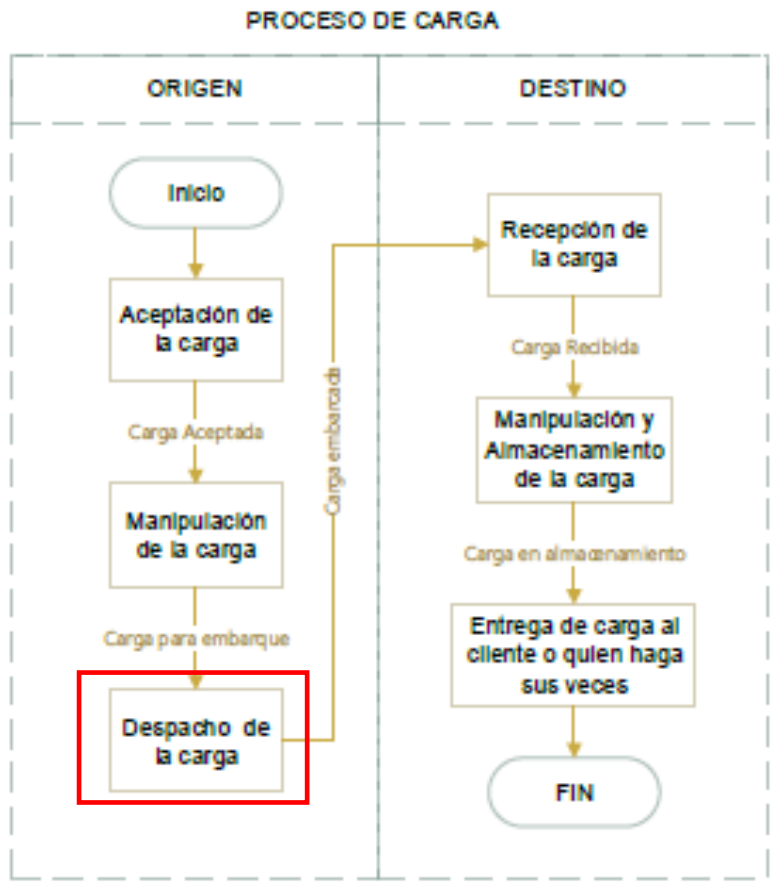 PROCESO DE CARGA
ORIGEN
Inicio
Aceptación de
la carga
Carga Aceptada
Manipulación
de la carga
Carga para embarque
Despacho de
la carga
Carga embarcada
DESTINO
Recepción de
la carga
Carga Recibida
Manipulación y
Almacenamiento
de la carga
Carga en almacenamiento
Entrega de carga al
cliente o quien haga
sus veces
FIN